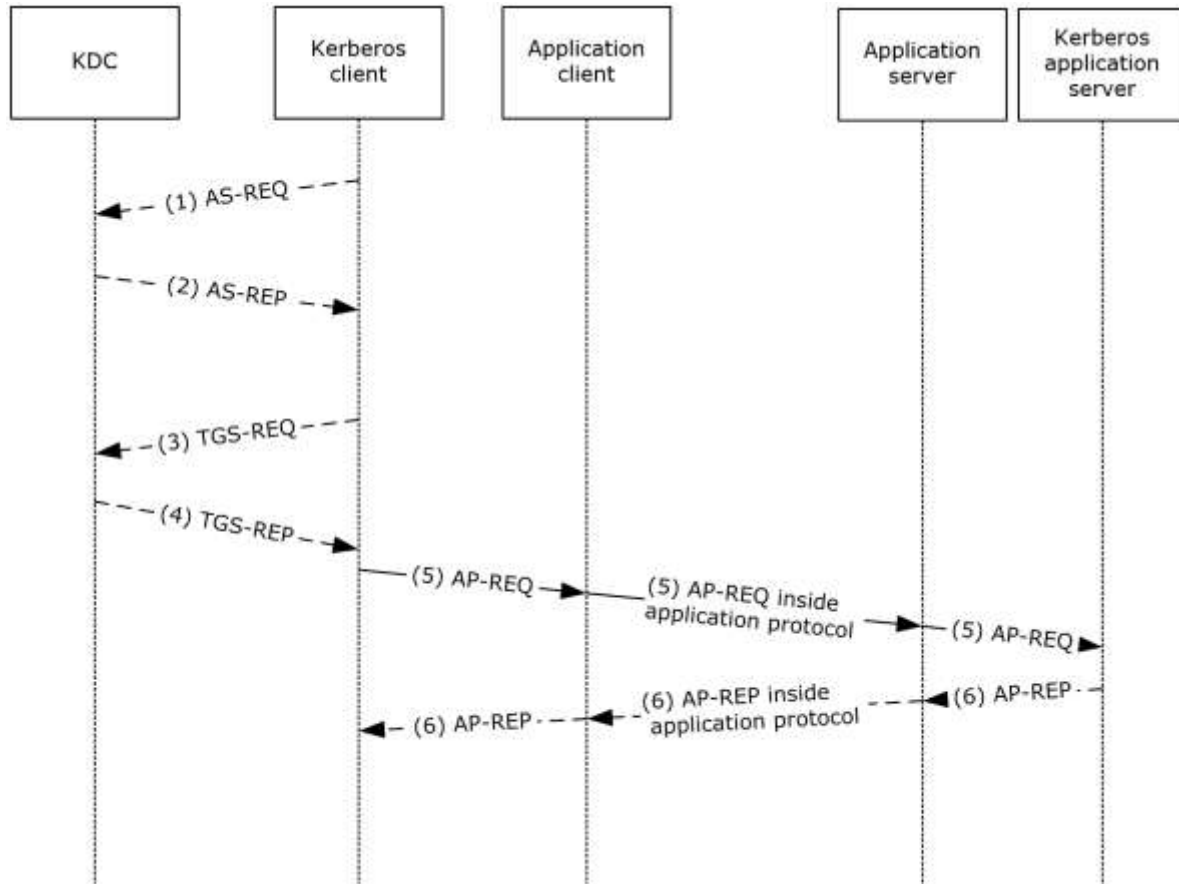 KDC
Kerberos
client
Application
client
Application
server
Kerberos
application
server
(1) AS-REQ
(2) AS-REP
(3) TGS-REQ
(4) TGS-REP
(5) AP-REQ
(5) AP-REQ inside
application protocol
(5) AP-REQ
(6) AP-REP
(6) AP-REP inside
application protocol
(6) AP-REP